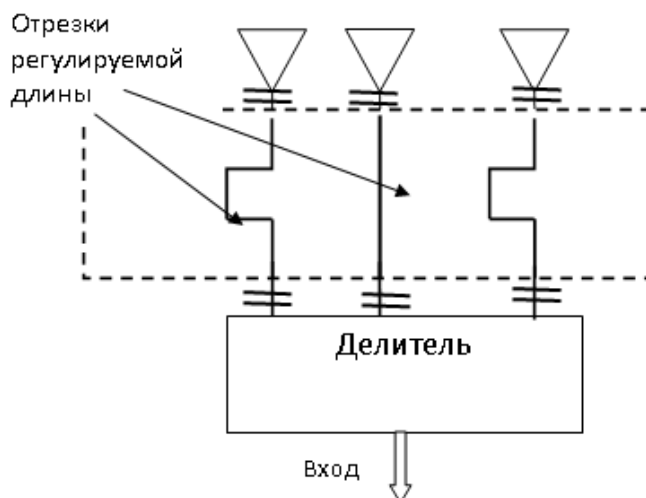 Отрезки
регулируемой
длины
Делитель
Вход